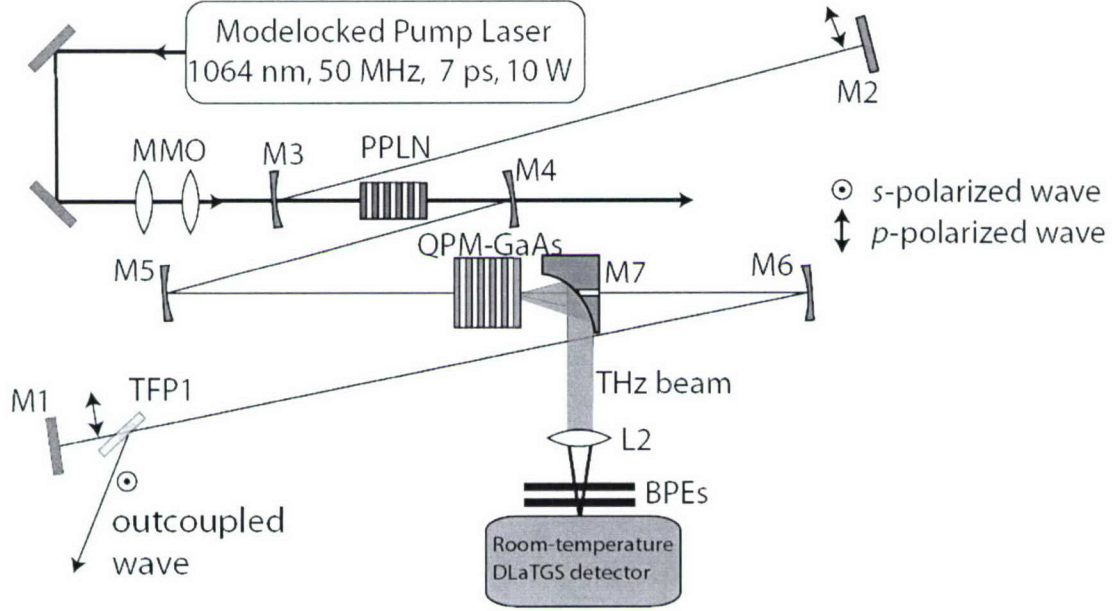 Modelocked Pump Laser
1064 nm, 50 MHz, 7 ps, 10 W
M2
MMO
M3
PPLN
M4
s-polarized wave
p-polarized wave
QPM-GaAs
M5
M7
M6
THz beam
M1
TFP1
L2
BPEs
outcoupled
wave
Room-temperature
DLaTGS detector